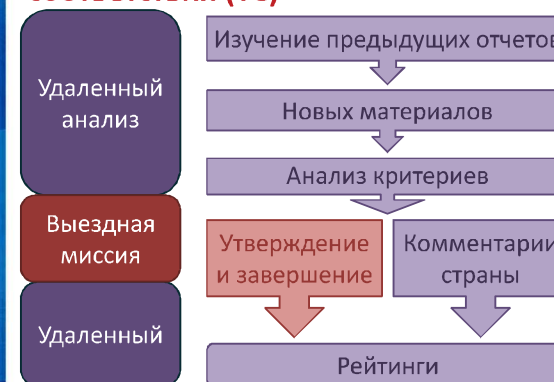 Удаленный
анализ
Выездная
миссия
Удаленный
Изучение предыдущих отчетов
Новых материалов
Анализ критериев
Утверждение
и завершение
Комментарии
страны
Рейтинги